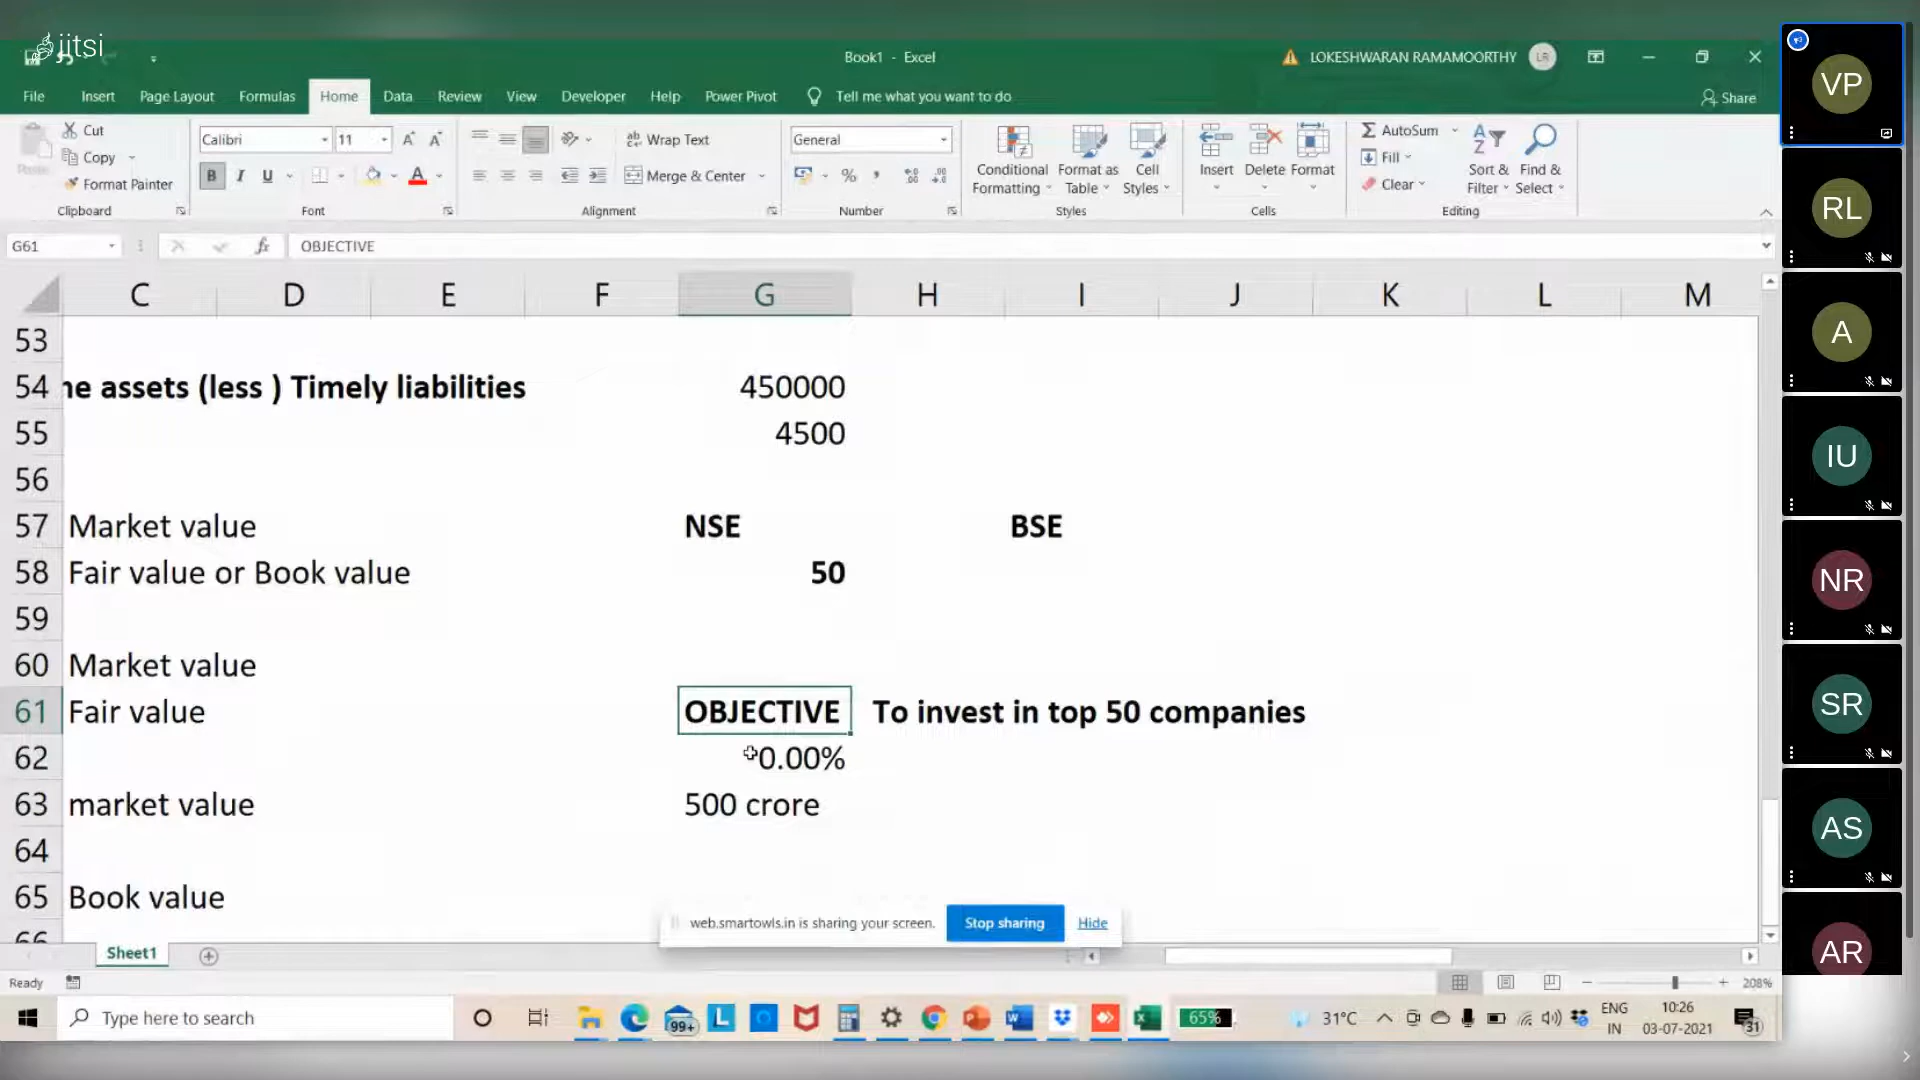 jitsi
Book1 - Excel
LOKESHWARAN RAMAMOORTHY
LR
File Insert Page Layout Formulas Home Data Review View Developer Help Power Pivot Tell me what you want to do
Share
Cut
Copy
Format Painter
Paste
Clipboard
Calibri 11
B I U
Font
Wrap Text
Merge & Center
Alignment
General
Number
Conditional Formatting
Format as Table
Cell Styles
Styles
Insert Delete Format
Cells
AutoSum
Fill
Clear
Sort & Filter
Find & Select
Editing
G61 fx OBJECTIVE
C D E F G H I J K L M
53
54 ne assets (less ) Timely liabilities 450000
55 4500
56
57 Market value NSE BSE
58 Fair value or Book value 50
59
60 Market value
61 Fair value OBJECTIVE To invest in top 50 companies
62 0.00%
63 market value 500 crore
64
65 Book value
66
web.smartowls.in is sharing your screen. Stop sharing Hide
Sheet1
Ready
208%
Type here to search
99+
65%
31°C
ENG
IN
10:26
03-07-2021
31
VP
RL
A
IU
NR
SR
AS
AR